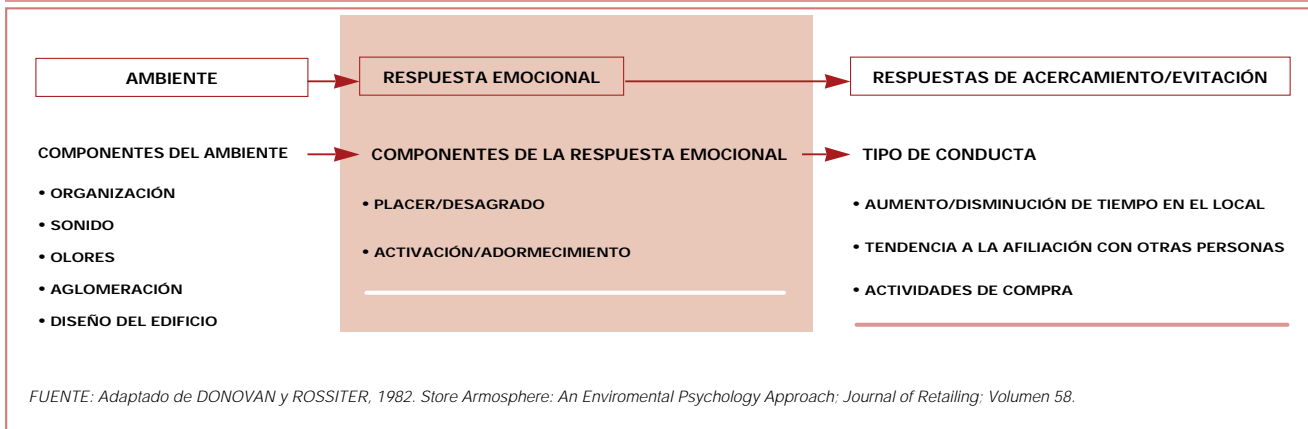 AMBIENTE
RESPUESTA EMOCIONAL
RESPUESTAS DE ACERCAMIENTO/EVITACIÓN
COMPONENTES DEL AMBIENTE
• ORGANIZACIÓN
• SONIDO
• OLORES
• AGLOMERACIÓN
• DISEÑO DEL EDIFICIO
COMPONENTES DE LA RESPUESTA EMOCIONAL
• PLACER/DESAGRADO
• ACTIVACIÓN/ADORMECIMIENTO
TIPO DE CONDUCTA
• AUMENTO/DISMINUCIÓN DE TIEMPO EN EL LOCAL
• TENDENCIA A LA AFILIACIÓN CON OTRAS PERSONAS
• ACTIVIDADES DE COMPRA
FUENTE: Adaptado de DONOVAN y ROSSITER, 1982. Store Armosphere: An Enviromental Psychology Approach; Journal of Retailing; Volumen 58.